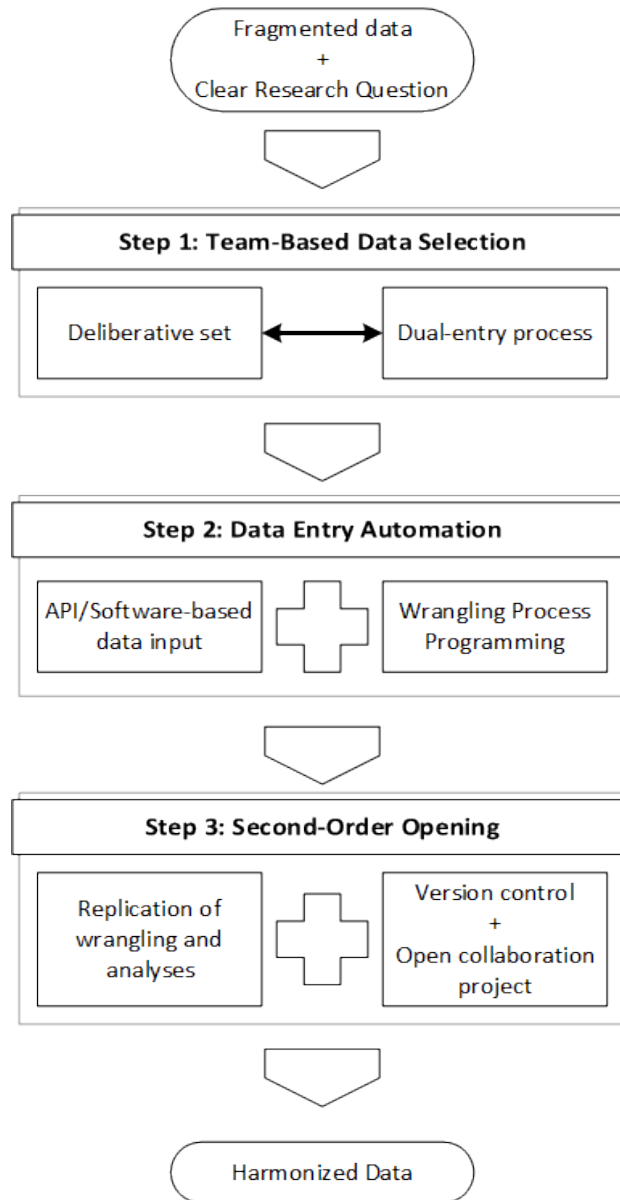 Fragmented data
+
Clear Research Question
Step 1: Team-Based Data Selection
Deliberative set
Dual-entry process
Step 2: Data Entry Automation
API/Software-based
data input
Wrangling Process
Programming
Step 3: Second-Order Opening
Replication of
wrangling and
analyses
Version control
+
Open collaboration
project
Harmonized Data